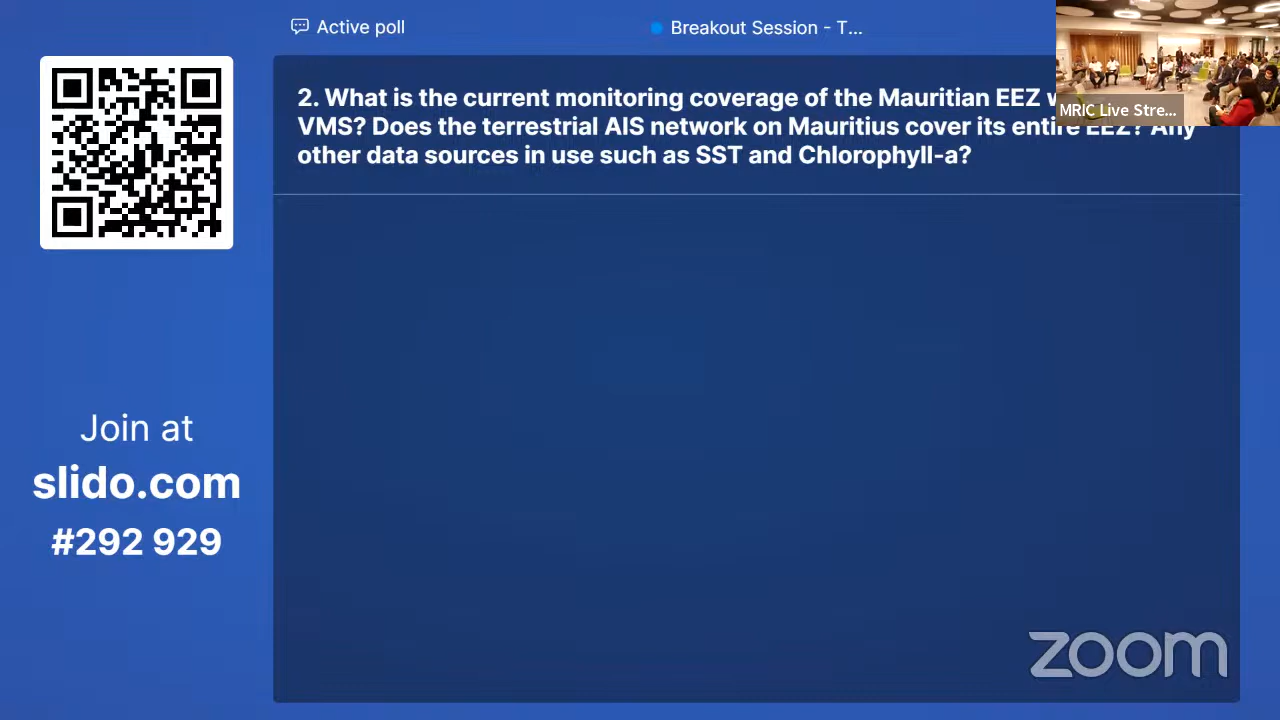 Active poll
Breakout Session - T...
MRIC Live Stre...
2. What is the current monitoring coverage of the Mauritian EEZ
VMS? Does the terrestrial AIS network on Mauritius cover its entire EEZ? Any
other data sources in use such as SST and Chlorophyll-a?
Join at
slido.com
#292 929
zoom